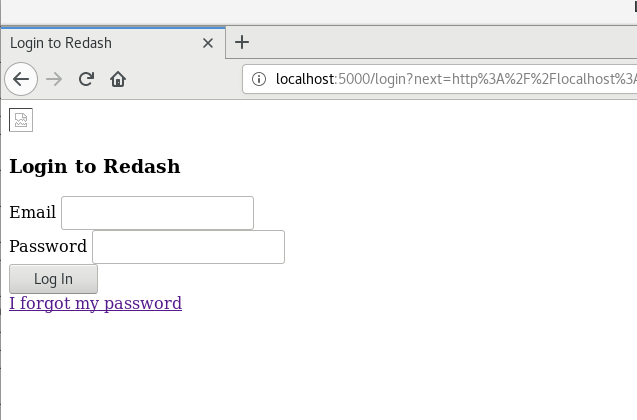 Login to Redash
localhost:5000/login?next=http%3A%2F%2Flocalhost%3A
Login to Redash
Email
Password
Log In
I forgot my password